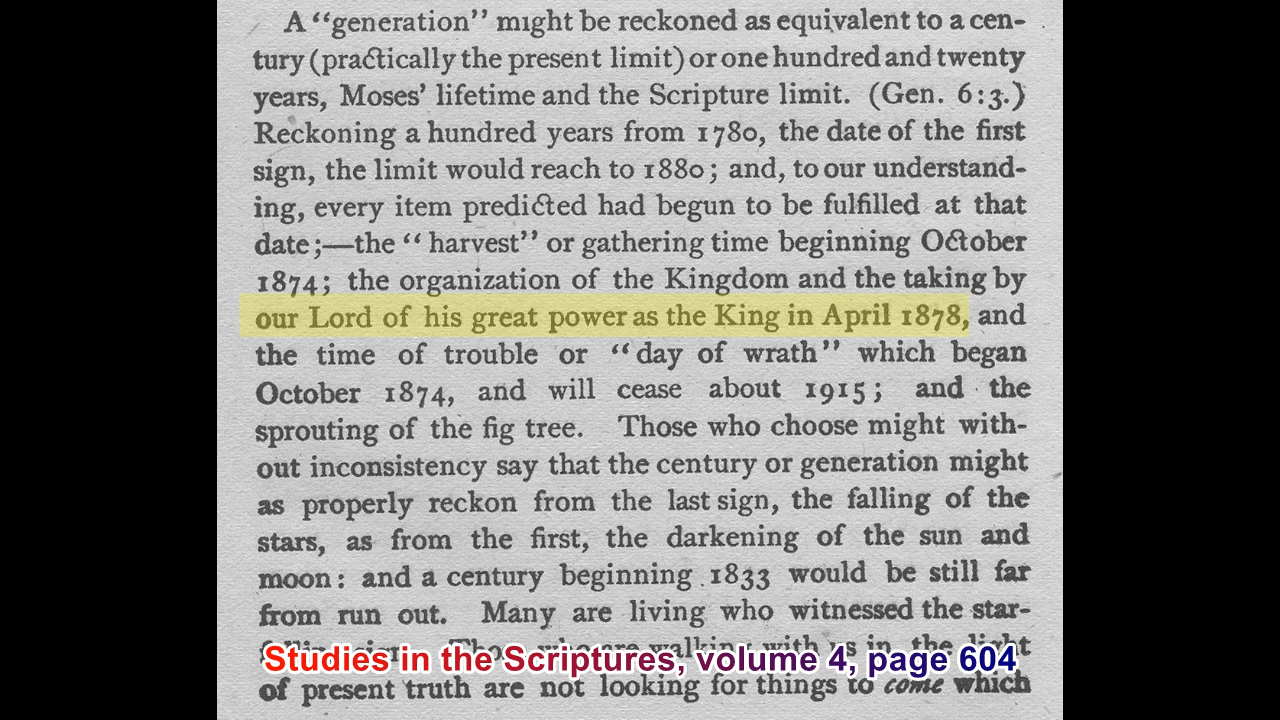 A “generation” might be reckoned as equivalent to a cen-
tury (practically the present limit) or one hundred and twenty
years, Moses’ lifetime and the Scripture limit. (Gen. 6:3.)
Reckoning a hundred years from 1780, the date of the first
sign, the limit would reach to 1880; and, to our understand-
ing, every item predicted had begun to be fulfilled at that
date;—the “harvest” or gathering time beginning October
1874; the organization of the Kingdom and the taking by
our Lord of his great power as the King in April 1878, and
the time of trouble or “day of wrath” which began
October 1874, and will cease about 1915; and the
sprouting of the fig tree. Those who choose might with-
out inconsistency say that the century or generation might
as properly reckon from the last sign, the falling of the
stars, as from the first, the darkening of the sun and
moon: and a century beginning 1833 would be still far
from run out. Many are living who witnessed the star-
walking with us in the light
Studies in the Scriptures, volume 4, page 604
of present truth are not looking for things to come which